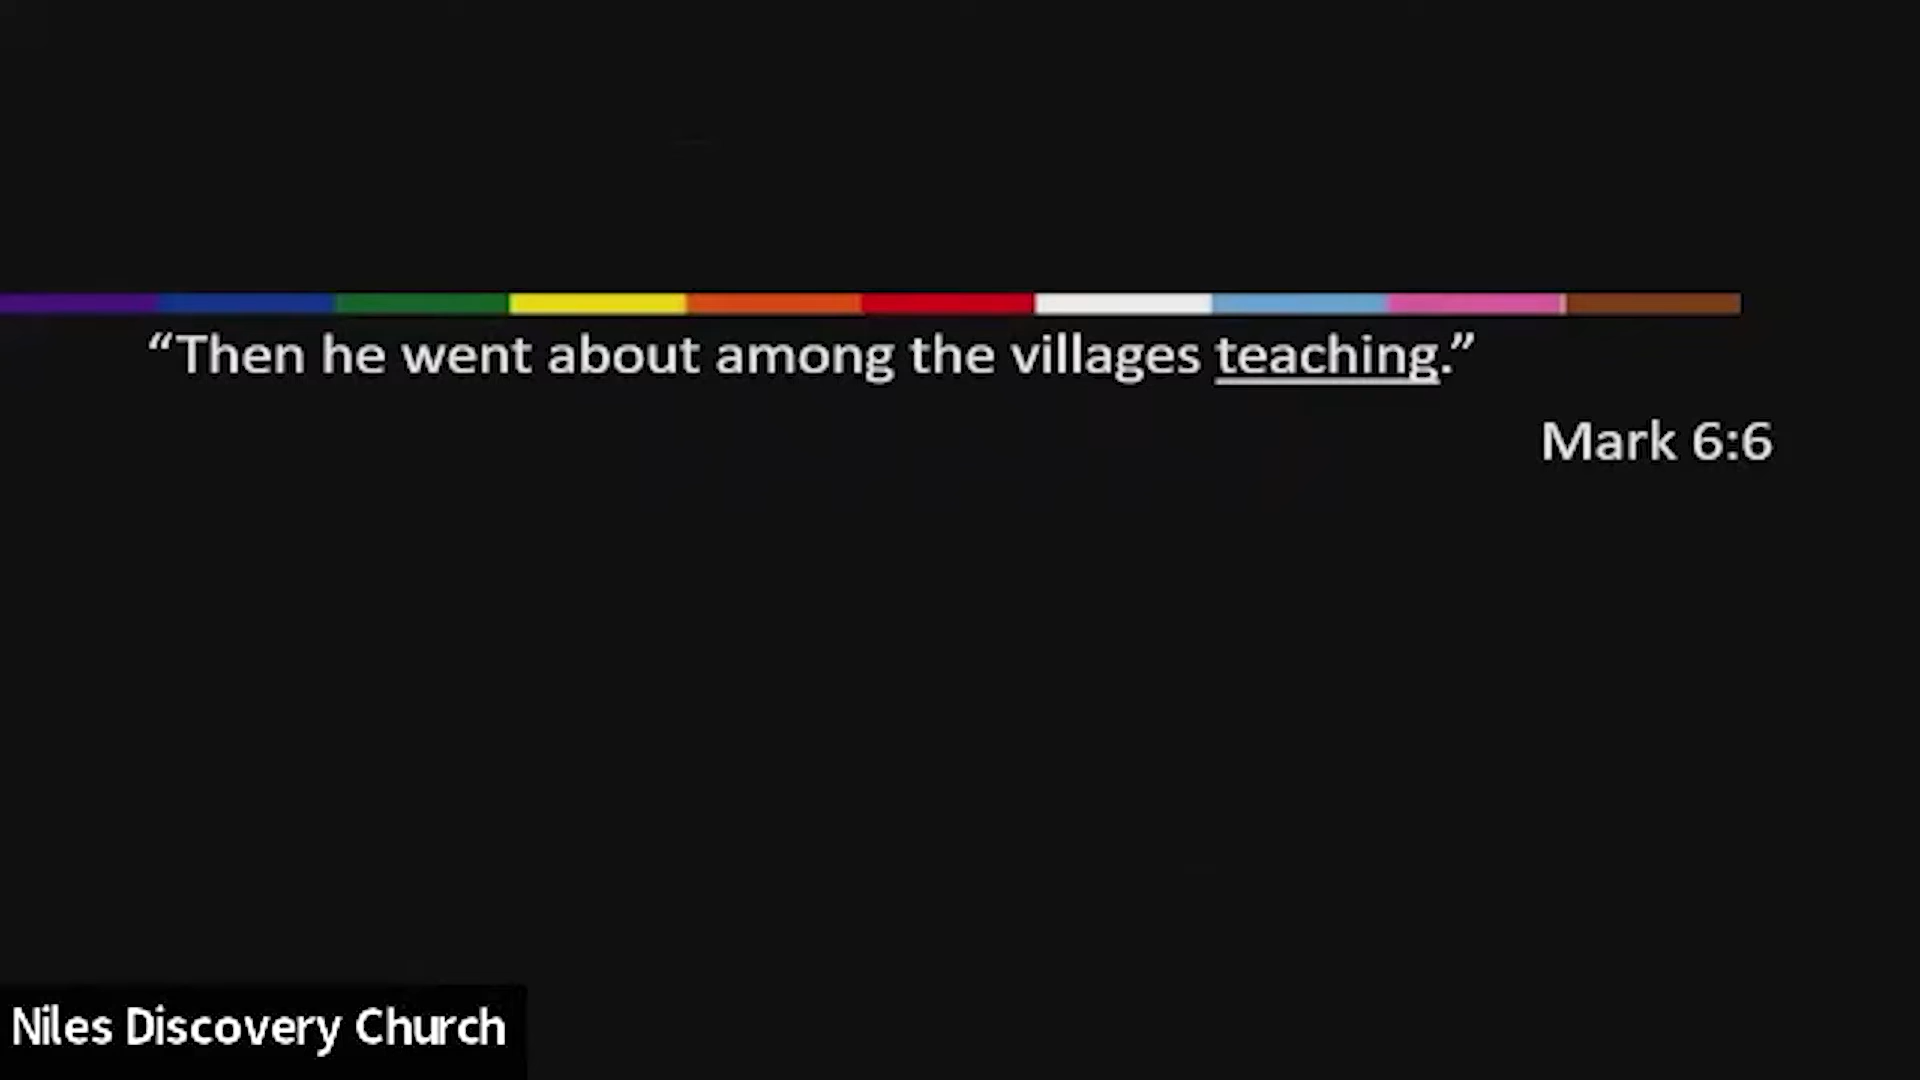 “Then he went about among the villages teaching.”
Mark 6:6
Niles Discovery Church